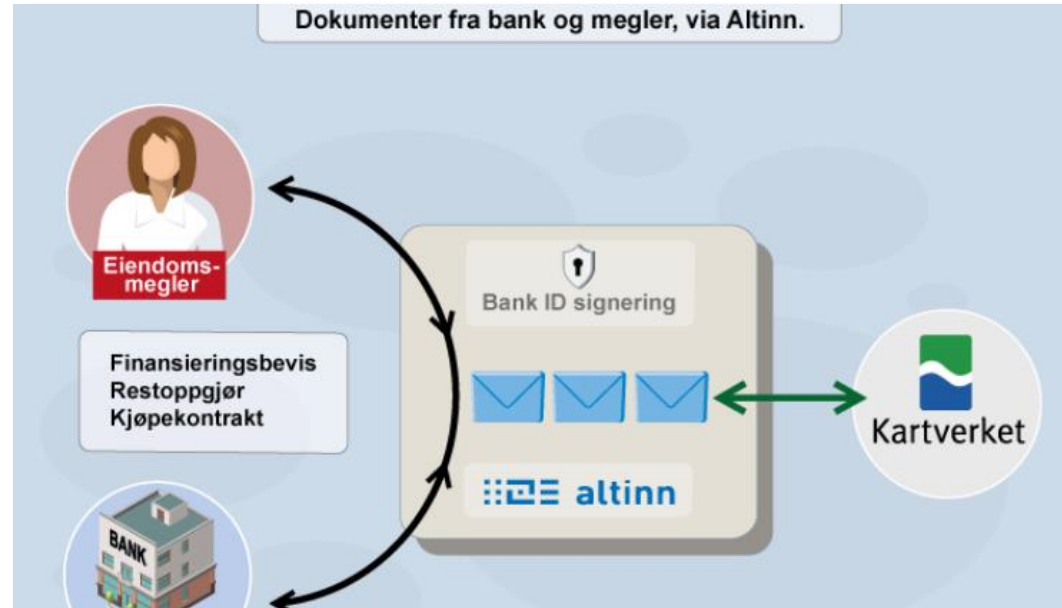 Dokumenter fra bank og megler, via Altinn.
Eiendoms-
megler
Bank ID signering
Finansieringsbevis
Restoppgjør
Kjøpekontrakt
Kartverket
altinn
BANK